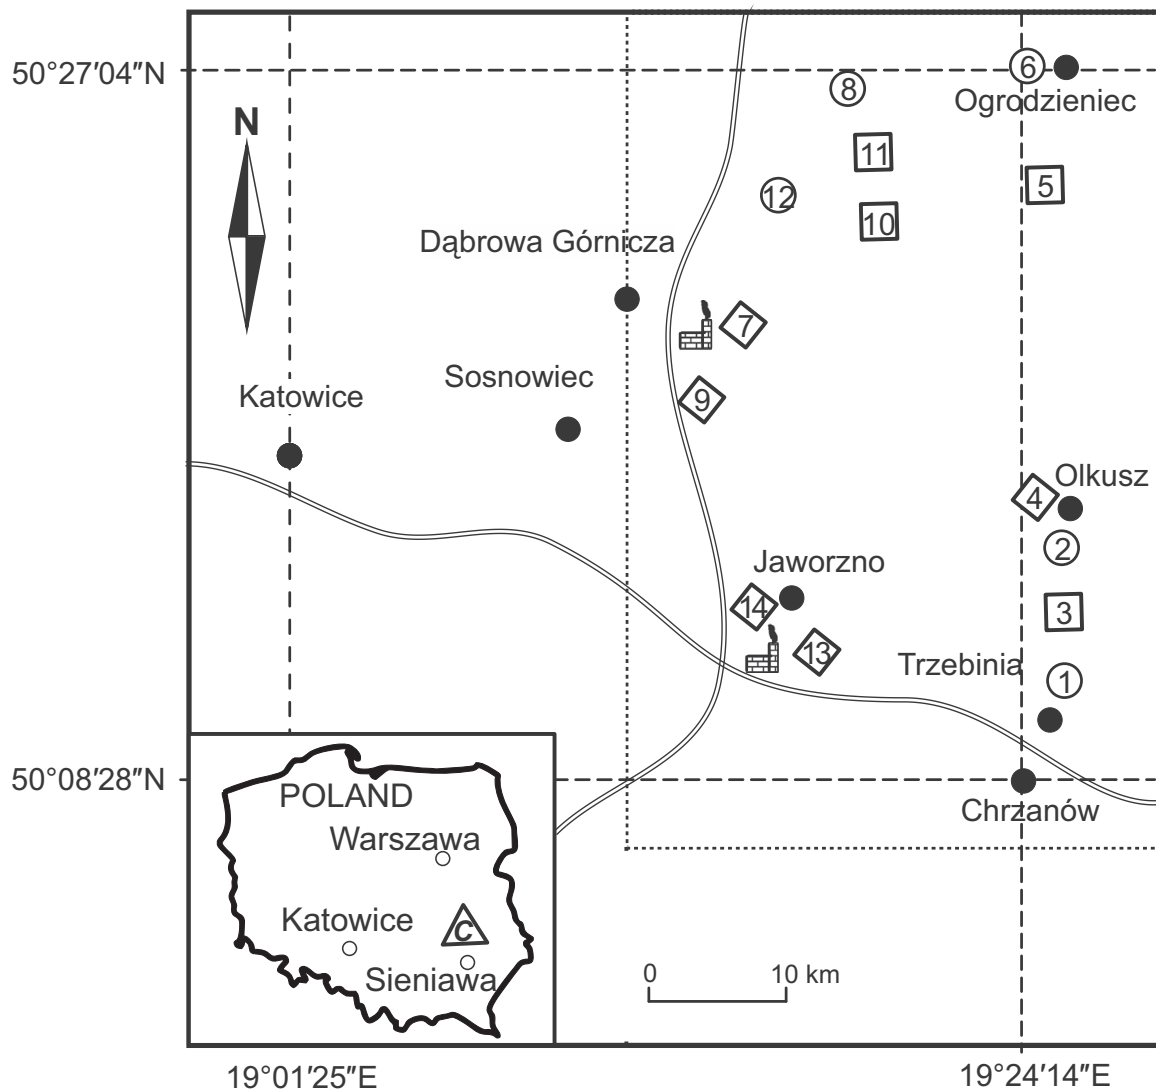 50°27′04″N
6
8
Ogrodzieniec
N
11
5
12
10
Dąbrowa Górnicza
7
Sosnowiec
Katowice
9
Olkusz
4
2
Jaworzno
14
3
13
Trzebinia
1
50°08′28″N
POLAND
Chrzanów
Warszawa
Katowice
C
Sieniawa
0 10 km
19°01′25″E
19°24′14″E